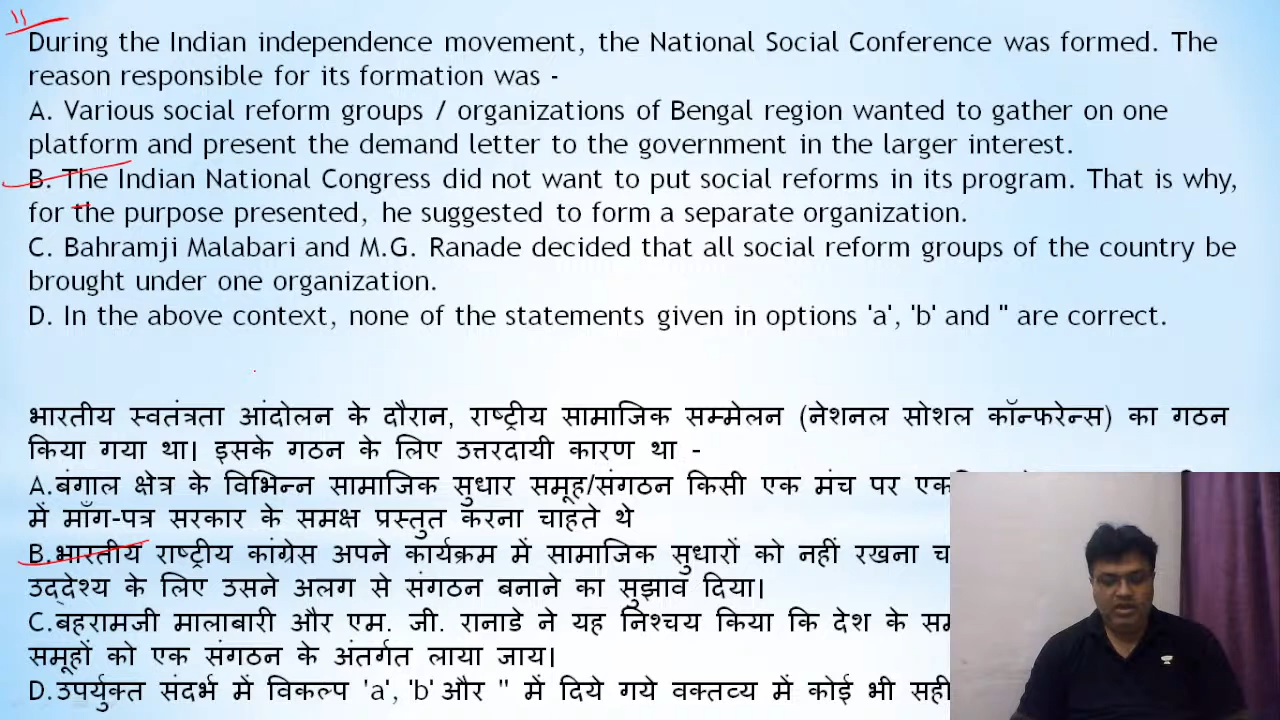 11
During the Indian independence movement, the National Social Conference was formed. The
reason responsible for its formation was -
A. Various social reform groups / organizations of Bengal region wanted to gather on one
platform and present the demand letter to the government in the larger interest.
B. The Indian National Congress did not want to put social reforms in its program. That is why,
for the purpose presented, he suggested to form a separate organization.
C. Bahramji Malabari and M.G. Ranade decided that all social reform groups of the country be
brought under one organization.
D. In the above context, none of the statements given in options 'a', 'b' and '' are correct.
भारतीय स्वतंत्रता आंदोलन के दौरान, राष्ट्रीय सामाजिक सम्मेलन (नेशनल सोशल कॉन्फरेन्स) का गठन
किया गया था। इसके गठन के लिए उत्तरदायी कारण था -
A.बंगाल क्षेत्र के विभिन्न सामाजिक सुधार समूह/संगठन किसी एक मंच पर
में माँग-पत्र सरकार के समक्ष प्रस्तुत करना चाहते थे
B.भारतीय राष्ट्रीय कांग्रेस अपने कार्यक्रम में सामाजिक सुधारों को नहीं रखना
उद्देश्य के लिए उसने अलग से संगठन बनाने का सुझाव दिया।
C.बहरामजी मालाबारी और एम. जी. रानाडे ने यह निश्चय किया कि देश के
समूहों को एक संगठन के अंतर्गत लाया जाय।
D.उपर्युक्त संदर्भ में विकल्प 'a', 'b' और '' में दिये गये वक्तव्य में कोई भी सही